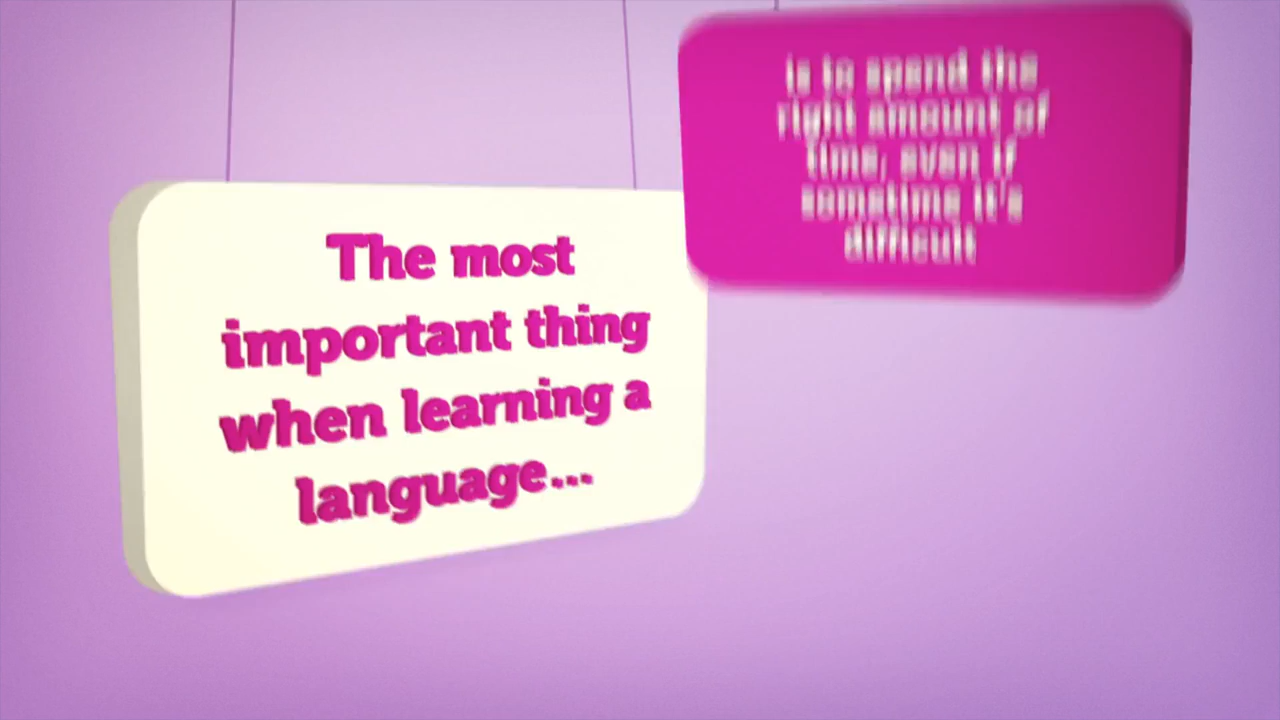 The most
important thing
when learning a
language...
is to spend the
right amount of
time, even if
sometime it's
difficult